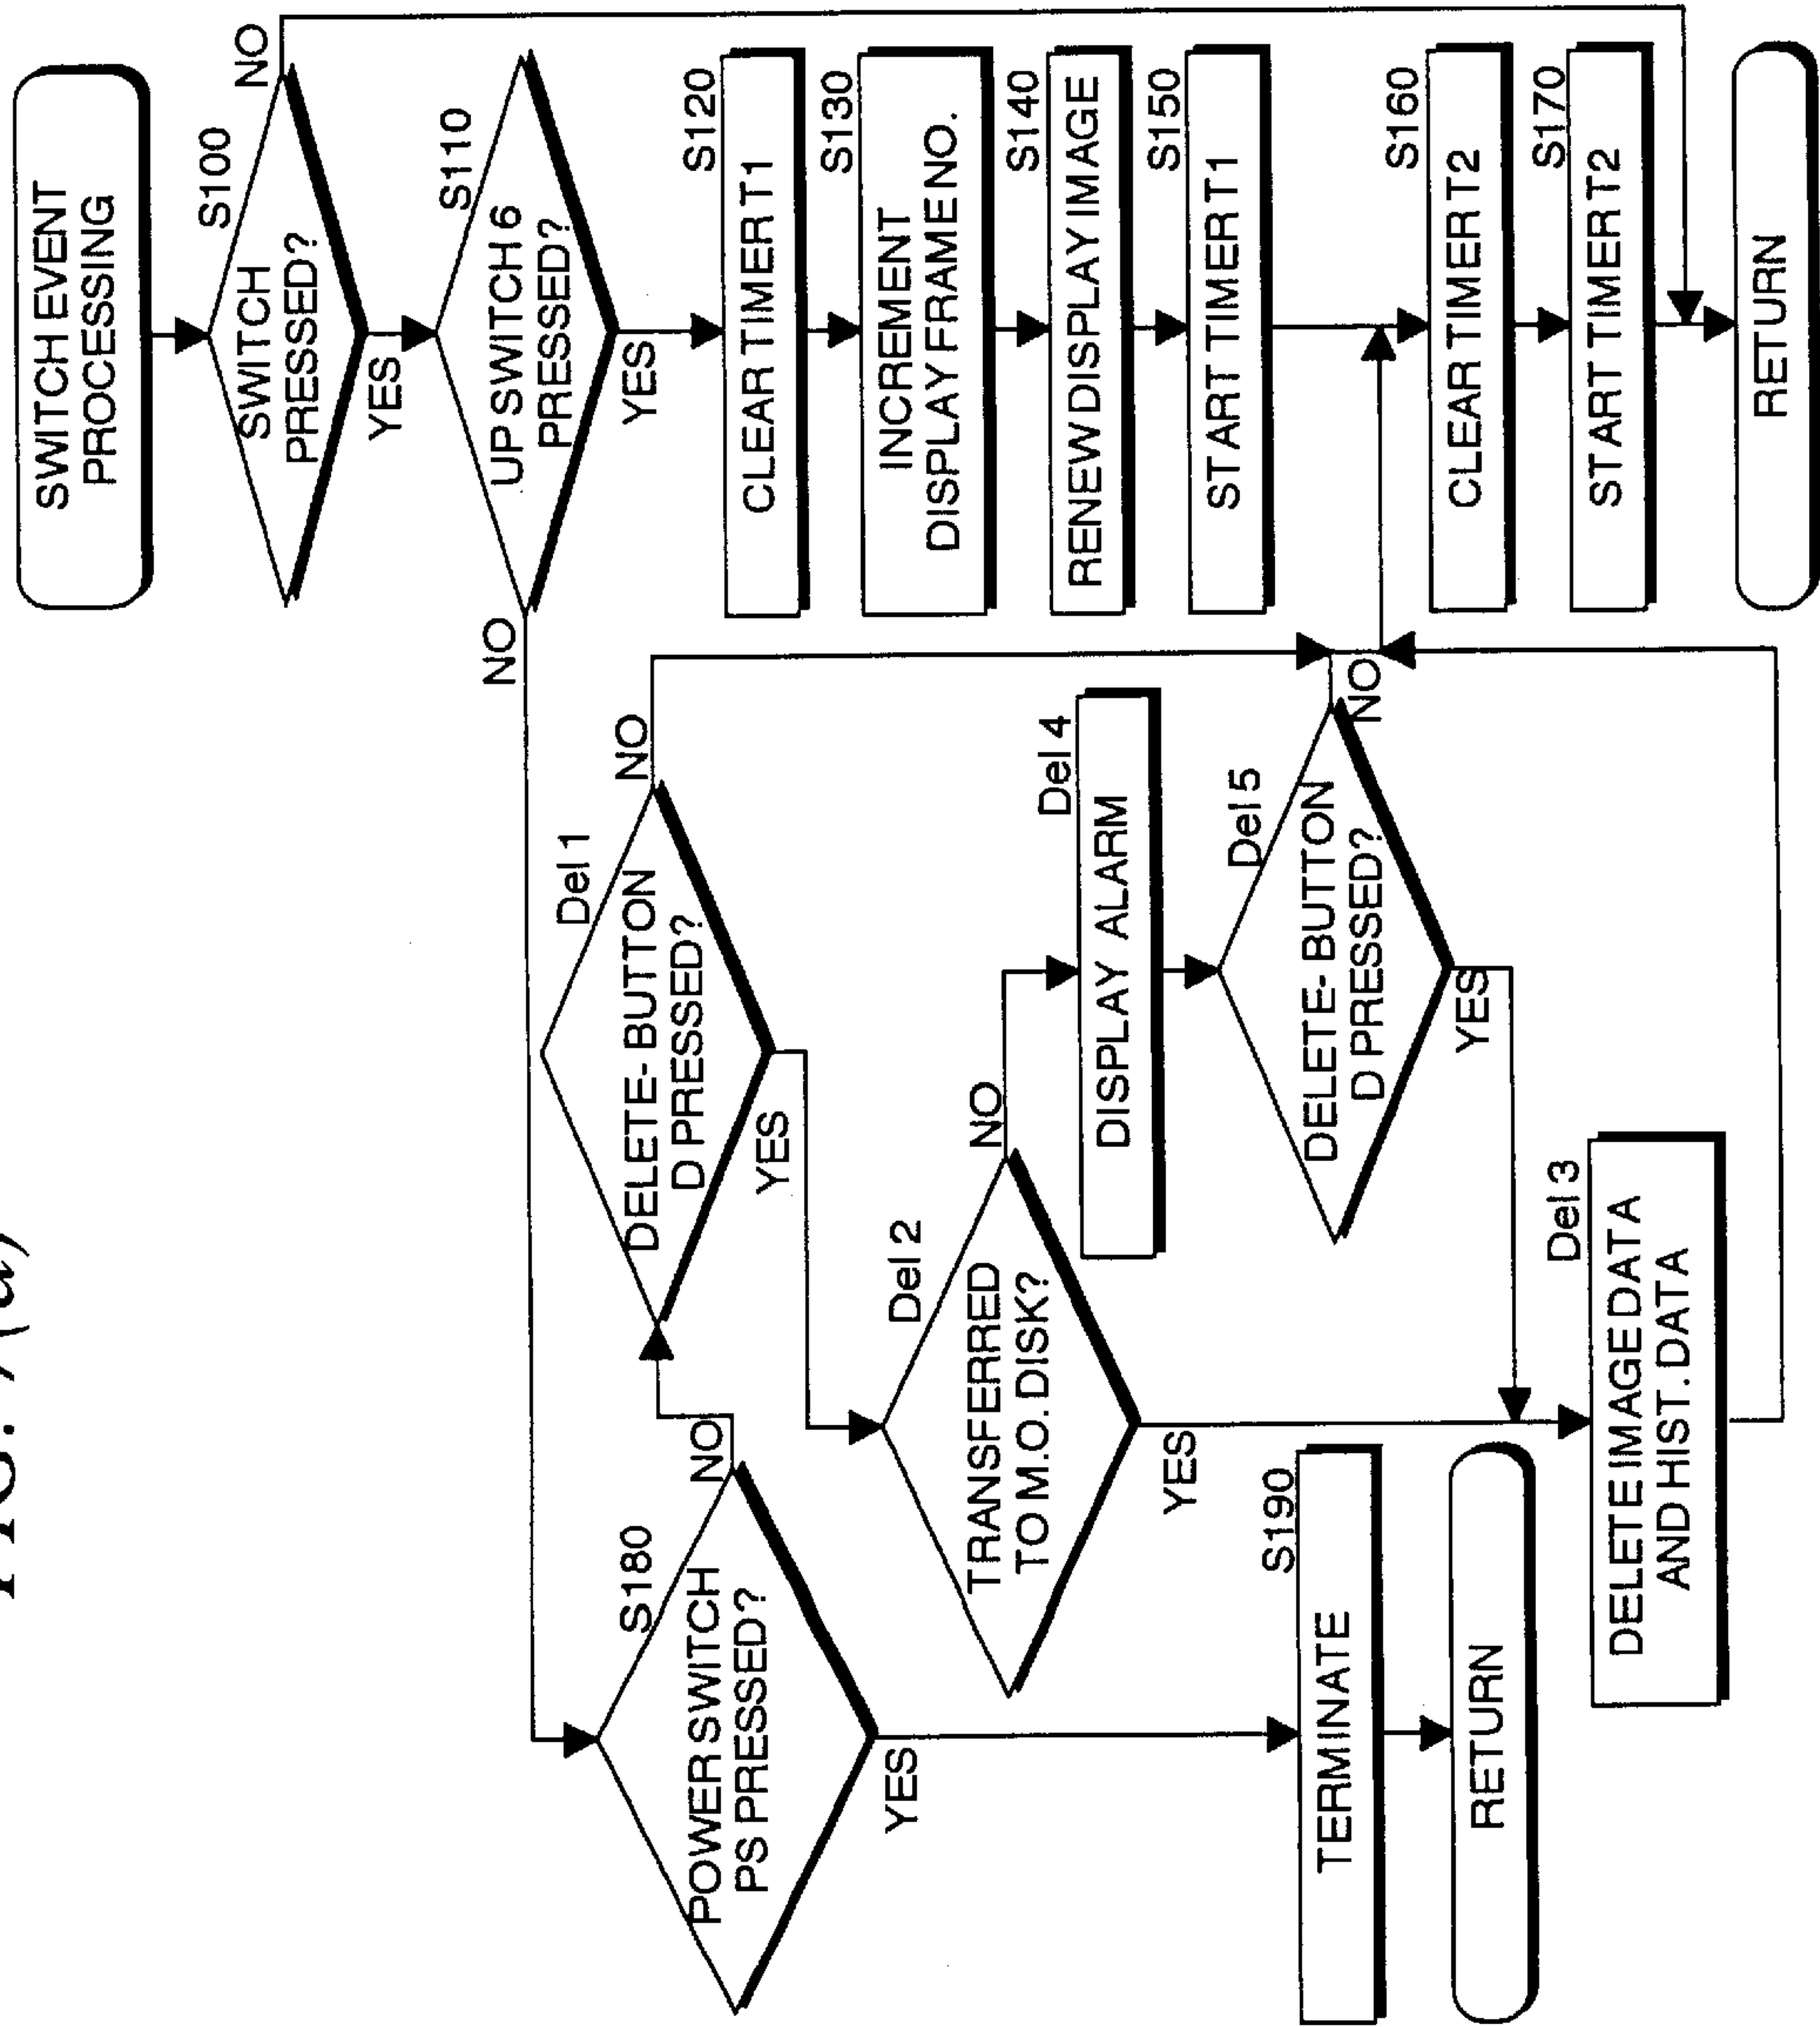 SWITCH EVENT
PROCESSING
S100
SWITCH
PRESSED?
NO
YES
S110
UP SWITCH 6
PRESSED?
NO
YES
S120
CLEAR TIMER T1
S130
INCREMENT
DISPLAY FRAME NO.
S140
RENEW DISPLAY IMAGE
S150
START TIMER T1
S160
CLEAR TIMER T2
S170
START TIMER T2
RETURN
S180
POWER SWITCH
PS PRESSED?
NO
YES
S190
TERMINATE
RETURN
Del 1
DELETE-BUTTON
D PRESSED?
NO
YES
Del 2
TRANSFERRED
TO M.O. DISK?
NO
YES
Del 4
DISPLAY ALARM
Del 5
DELETE-BUTTON
D PRESSED?
NO
YES
Del 3
DELETE IMAGE DATA
AND HIST. DATA